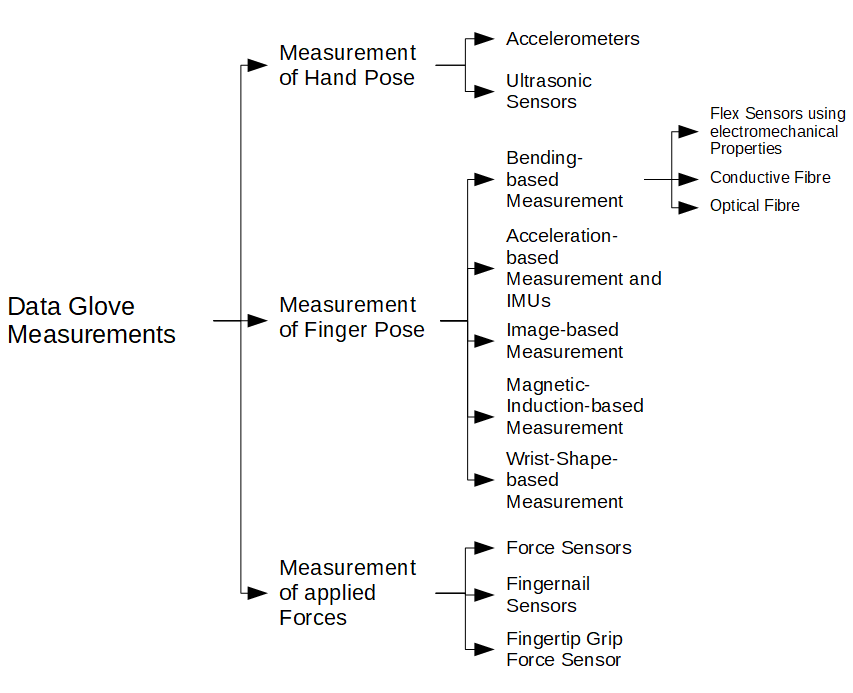 Data Glove
Measurements
Measurement
of Hand Pose
Accelerometers
Ultrasonic
Sensors
Measurement
of Finger Pose
Bending-
based
Measurement
Flex Sensors using
electromechanical
Properties
Conductive Fibre
Optical Fibre
Acceleration-
based
Measurement and
IMUs
Image-based
Measurement
Magnetic-
Induction-based
Measurement
Wrist-Shape-
based
Measurement
Measurement
of applied
Forces
Force Sensors
Fingernail
Sensors
Fingertip Grip
Force Sensor